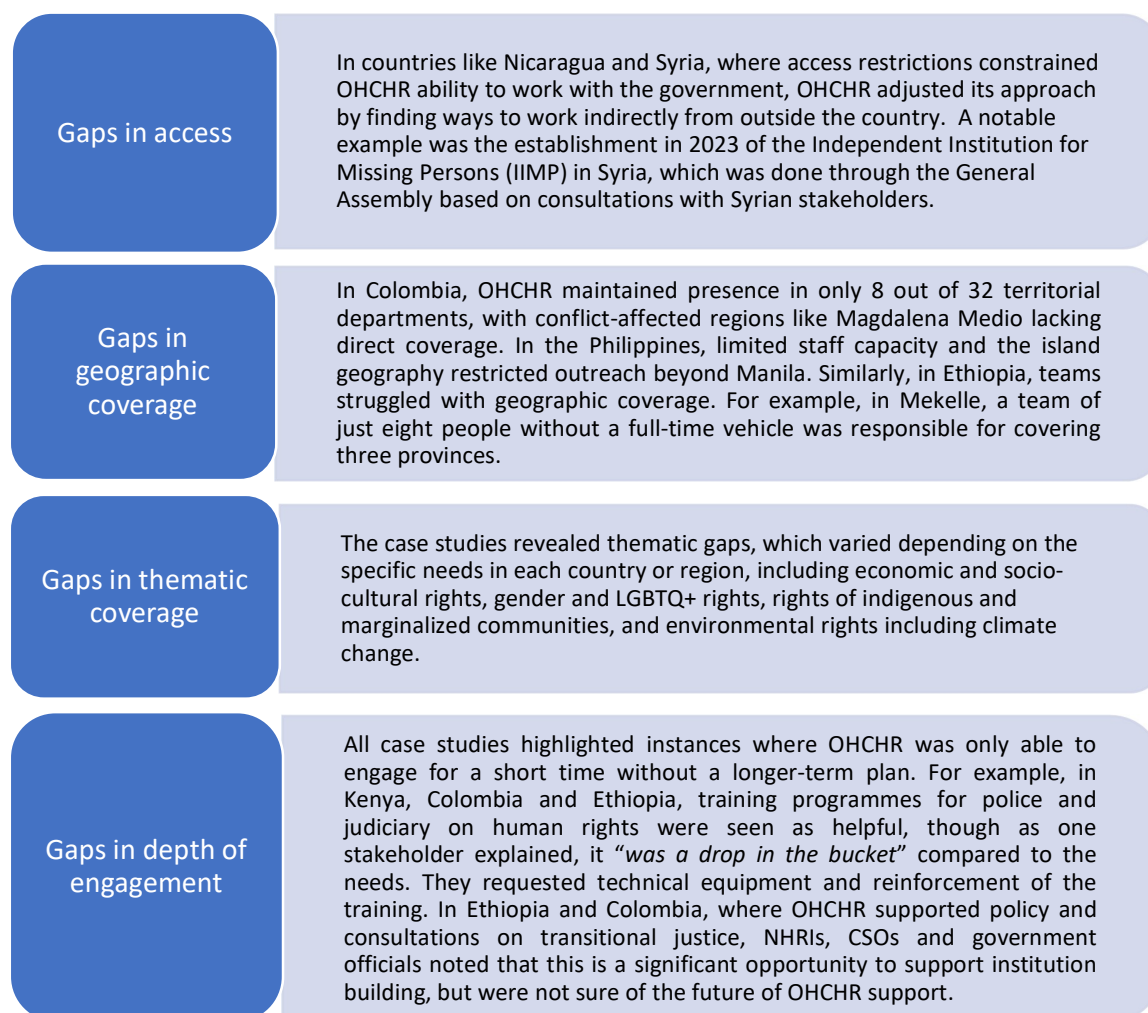 Gaps in access
In countries like Nicaragua and Syria, where access restrictions constrained
OHCHR ability to work with the government, OHCHR adjusted its approach
by finding ways to work indirectly from outside the country.  A notable
example was the establishment in 2023 of the Independent Institution for
Missing Persons (IIMP) in Syria, which was done through the General
Assembly based on consultations with Syrian stakeholders.
Gaps in
geographic
coverage
In Colombia, OHCHR maintained presence in only 8 out of 32 territorial
departments, with conflict-affected regions like Magdalena Medio lacking
direct coverage. In the Philippines, limited staff capacity and the island
geography restricted outreach beyond Manila. Similarly, in Ethiopia, teams
struggled with geographic coverage. For example, in Mekelle, a team of
just eight people without a full-time vehicle was responsible for covering
three provinces.
Gaps in thematic
coverage
The case studies revealed thematic gaps, which varied depending on the
specific needs in each country or region, including economic and socio-
cultural rights, gender and LGBTQ+ rights, rights of indigenous and
marginalized communities, and environmental rights including climate
change.
Gaps in depth of
engagement
All case studies highlighted instances where OHCHR was only able to
engage for a short time without a longer-term plan. For example, in
Kenya, Colombia and Ethiopia, training programmes for police and
judiciary on human rights were seen as helpful, though as one
stakeholder explained, it “was a drop in the bucket” compared to the
needs. They requested technical equipment and reinforcement of the
training. In Ethiopia and Colombia, where OHCHR supported policy and
consultations on transitional justice, NHRIs, CSOs and government
officials noted that this is a significant opportunity to support institution
building, but were not sure of the future of OHCHR support.